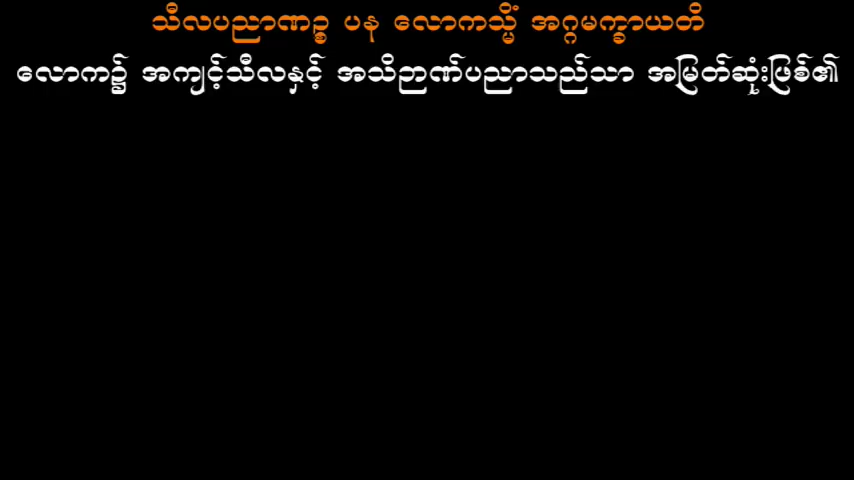 သီလပညာဏဉ္စ ပန လောကသ္မိံ အဂ္ဂမက္ခာယတိ
လောက၌ အကျင့်သီလနှင့် အသိဉာဏ်ပညာသည်သာ အမြတ်ဆုံးဖြစ်၏